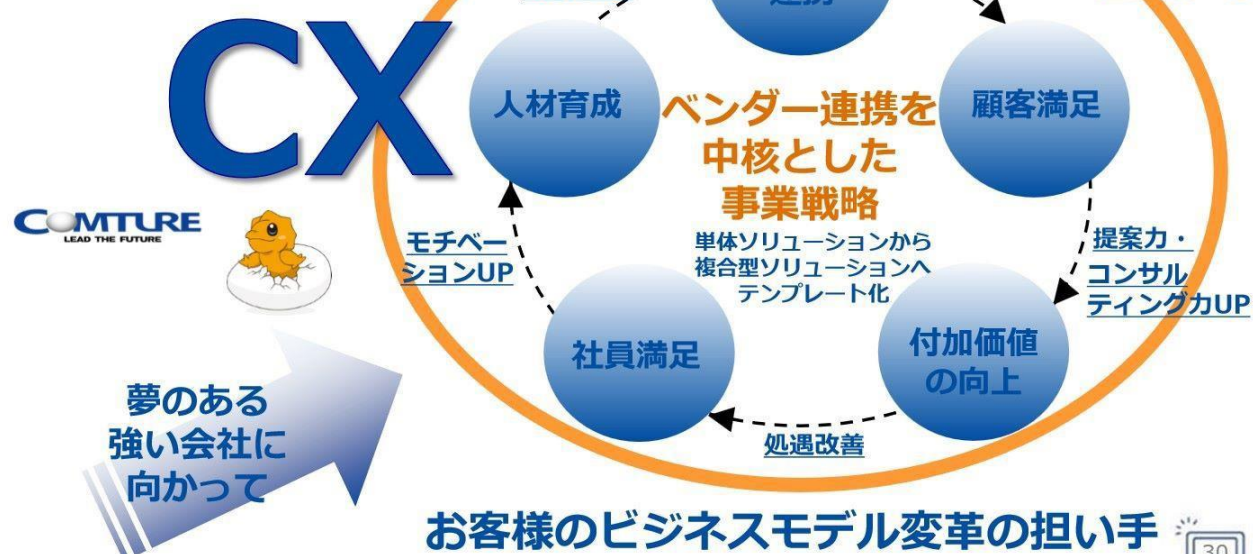 連携
CX
人材育成
ベンダー連携を
中核とした
事業戦略
顧客満足
COMTURE
LEAD THE FUTURE
モチベー
ションUP
単体ソリューションから
複合型ソリューションへ
テンプレート化
提案力・
コンサル
ティング力UP
社員満足
付加価値
の向上
処遇改善
夢のある
強い会社に
向かって
お客様のビジネスモデル変革の担い手
30